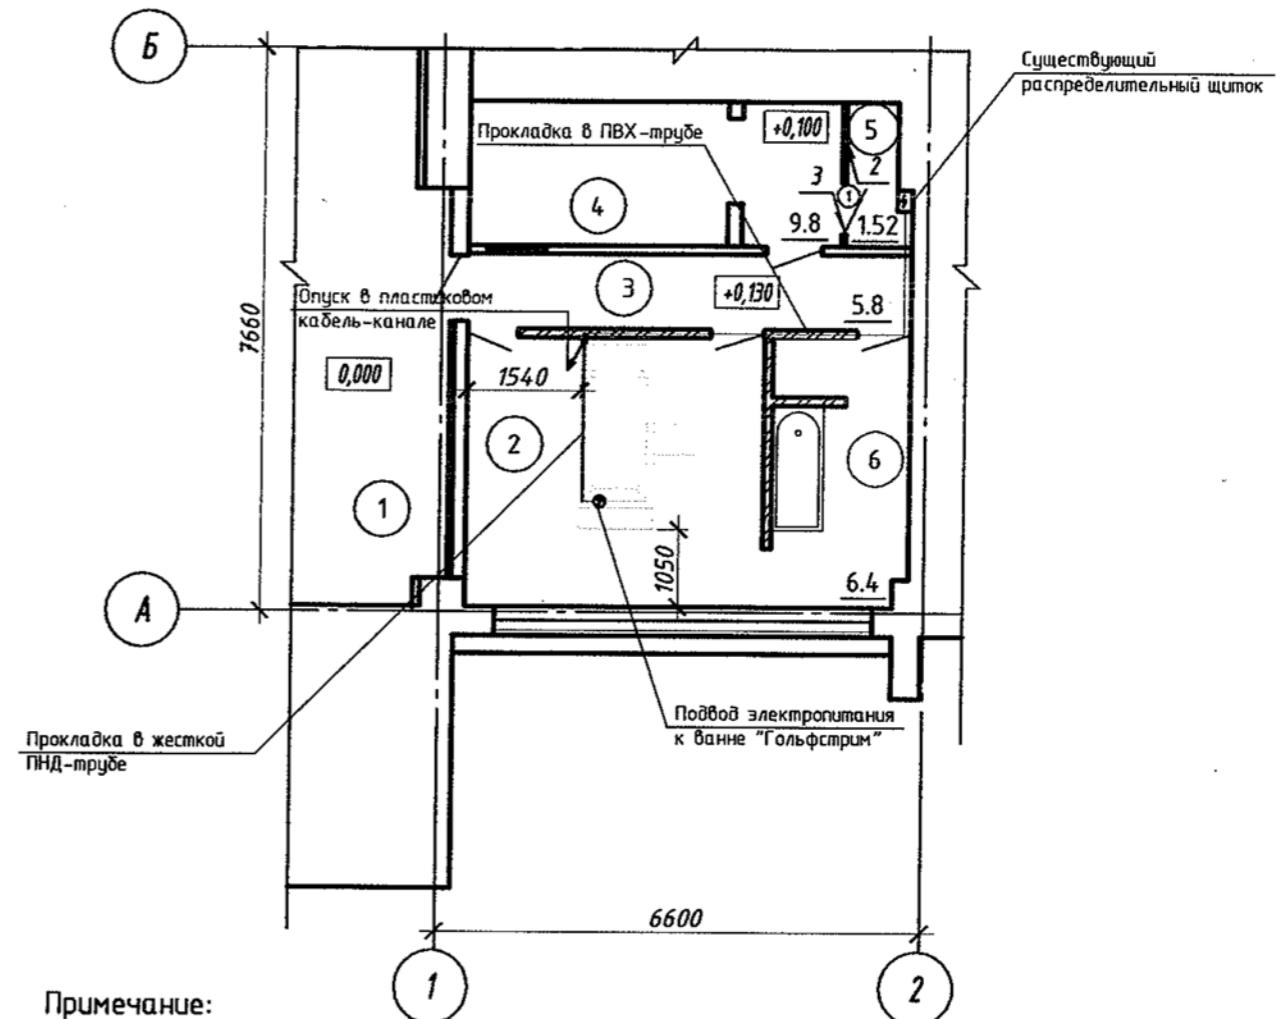 Б
Существующий
распределительный щиток
Прокладка в ПВХ-трубе
+0,100
5
2
3
1
4
9.8
1.52
3
+0,130
5.8
Опуск в пластиковом
кабель-канале
7660
0,000
1540
2
6
1
1050
6.4
А
Подвод электропитания
к ванне "Гольфстрим"
Прокладка в жесткой
ПНД-трубе
6600
1
2
Примечание: